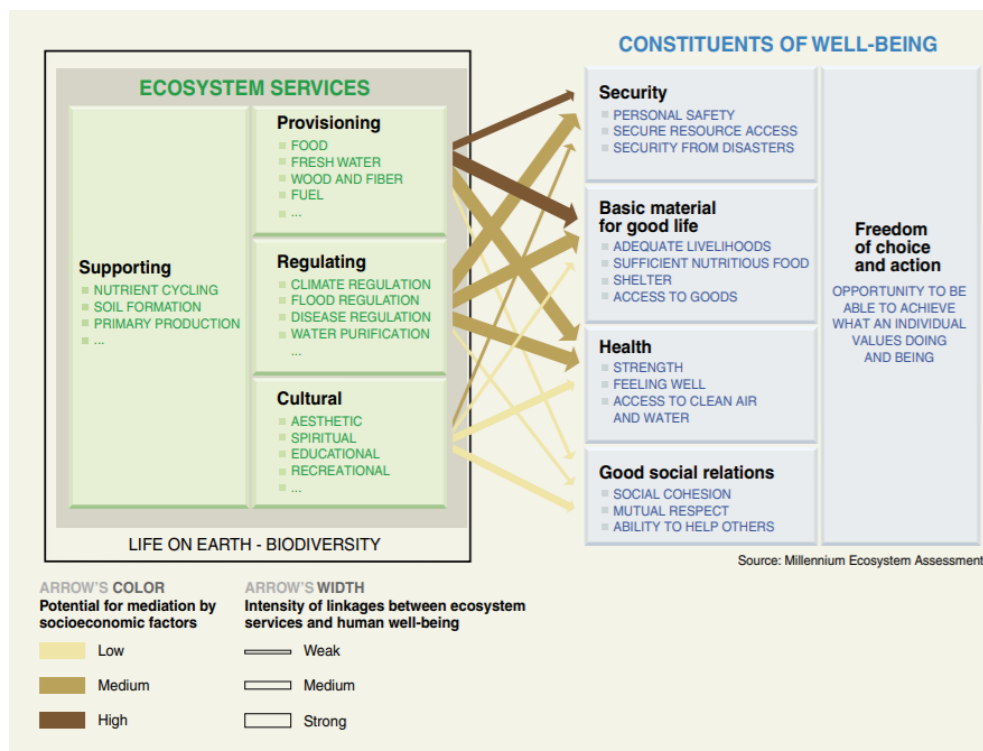 CONSTITUENTS OF WELL-BEING
ECOSYSTEM SERVICES
Supporting
NUTRIENT CYCLING
SOIL FORMATION
PRIMARY PRODUCTION
...
Provisioning
FOOD
FRESH WATER
WOOD AND FIBER
FUEL
...
Regulating
CLIMATE REGULATION
FLOOD REGULATION
DISEASE REGULATION
WATER PURIFICATION
...
Cultural
AESTHETIC
SPIRITUAL
EDUCATIONAL
RECREATIONAL
...
LIFE ON EARTH - BIODIVERSITY
Security
PERSONAL SAFETY
SECURE RESOURCE ACCESS
SECURITY FROM DISASTERS
Basic material
for good life
ADEQUATE LIVELIHOODS
SUFFICIENT NUTRITIOUS FOOD
SHELTER
ACCESS TO GOODS
Health
STRENGTH
FEELING WELL
ACCESS TO CLEAN AIR
AND WATER
Good social relations
SOCIAL COHESION
MUTUAL RESPECT
ABILITY TO HELP OTHERS
Freedom
of choice
and action
OPPORTUNITY TO BE
ABLE TO ACHIEVE
WHAT AN INDIVIDUAL
VALUES DOING
AND BEING
Source: Millennium Ecosystem Assessment
ARROW'S COLOR
Potential for mediation by
socioeconomic factors
Low
Medium
High
ARROW'S WIDTH
Intensity of linkages between ecosystem
services and human well-being
Weak
Medium
Strong